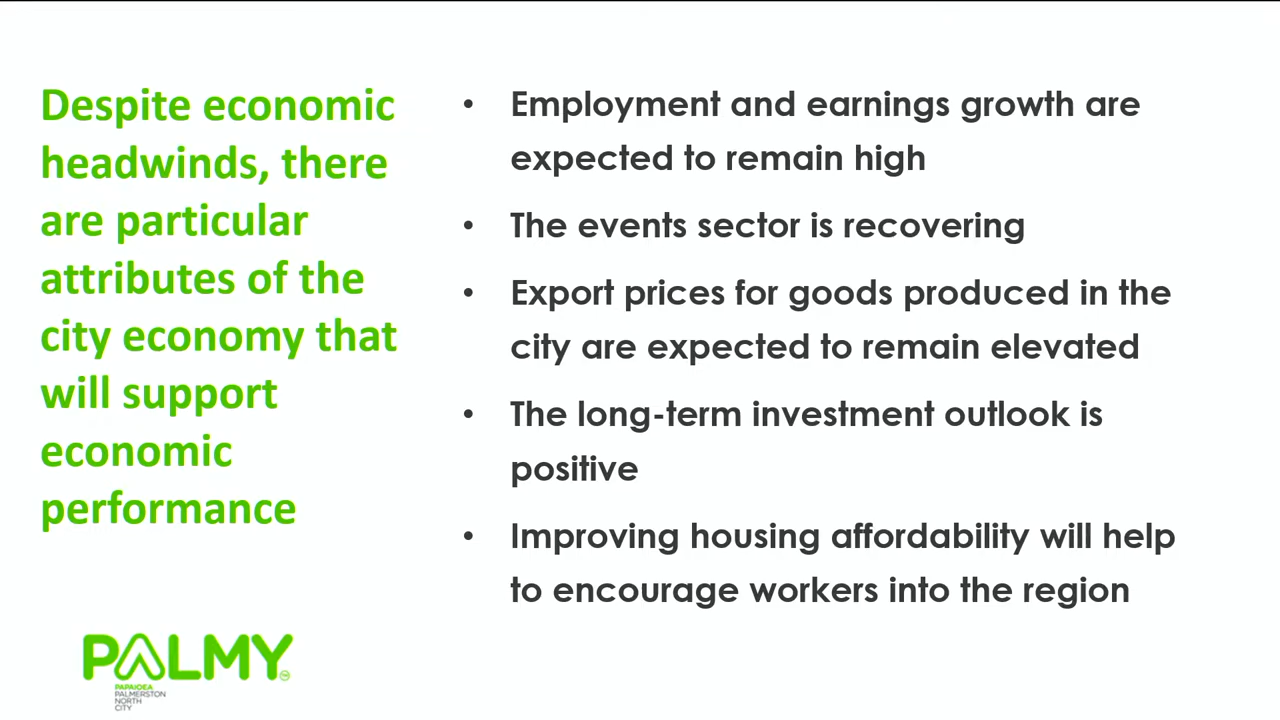 Despite economic
headwinds, there
are particular
attributes of the
city economy that
will support
economic
performance
• Employment and earnings growth are
expected to remain high
• The events sector is recovering
• Export prices for goods produced in the
city are expected to remain elevated
• The long-term investment outlook is
positive
• Improving housing affordability will help
to encourage workers into the region
PALMY
PAPAIOEA
PALMERSTON
NORTH
CITY